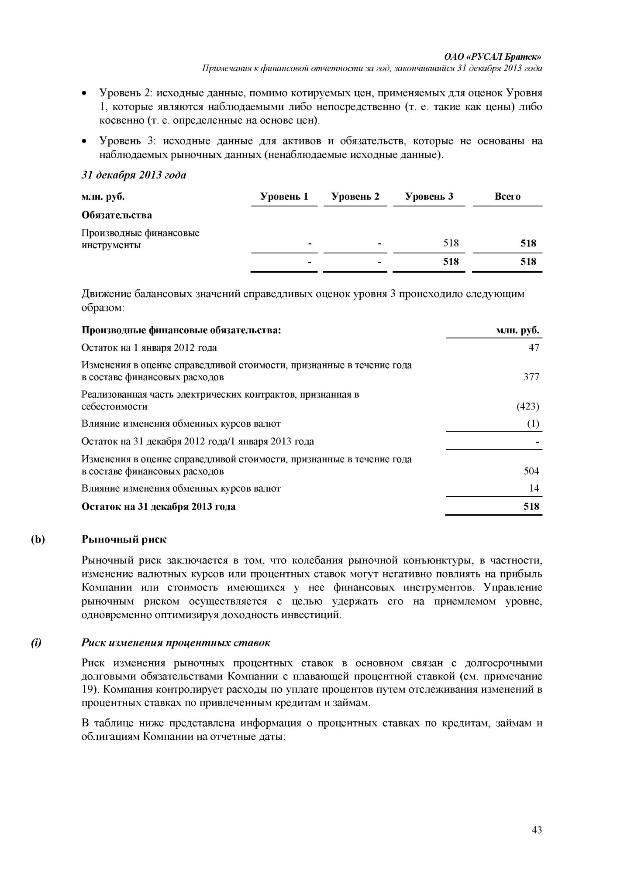 ОАО «РУСАЛ Братск»
Примечания к финансовой отчетности за год, закончившийся 31 декабря 2013 года
• Уровень 2: исходные данные, помимо котируемых цен, применяемых для оценок Уровня
1, которые являются наблюдаемыми либо непосредственно (т. е. такие как цены) либо
косвенно (т. е. определенные на основе цен).
• Уровень 3: исходные данные для активов и обязательств, которые не основаны на
наблюдаемых рыночных данных (ненаблюдаемые исходные данные).
31 декабря 2013 года
млн. руб. Уровень 1 Уровень 2 Уровень 3 Всего
Обязательства
Производные финансовые
инструменты - - 518 518
- - 518 518
Движение балансовых значений справедливых оценок уровня 3 происходило следующим
образом:
Производные финансовые обязательства: млн. руб.
Остаток на 1 января 2012 года 47
Изменения в оценке справедливой стоимости, признанные в течение года
в составе финансовых расходов 377
Реализованная часть электрических контрактов, признанная в
себестоимости (423)
Влияние изменения обменных курсов валют (1)
Остаток на 31 декабря 2012 года/1 января 2013 года -
Изменения в оценке справедливой стоимости, признанные в течение года
в составе финансовых расходов 504
Влияние изменения обменных курсов валют 14
Остаток на 31 декабря 2013 года 518
(b) Рыночный риск
Рыночный риск заключается в том, что колебания рыночной конъюнктуры, в частности,
изменение валютных курсов или процентных ставок могут негативно повлиять на прибыль
Компании или стоимость имеющихся у нее финансовых инструментов. Управление
рыночным риском осуществляется с целью удержать его на приемлемом уровне,
одновременно оптимизируя доходность инвестиций.
(i) Риск изменения процентных ставок
Риск изменения рыночных процентных ставок в основном связан с долгосрочными
долговыми обязательствами Компании с плавающей процентной ставкой (см. примечание
19). Компания контролирует расходы по уплате процентов путем отслеживания изменений в
процентных ставках по привлеченным кредитам и займам.
В таблице ниже представлена информация о процентных ставках по кредитам, займам и
облигациям Компании на отчетные даты:
43